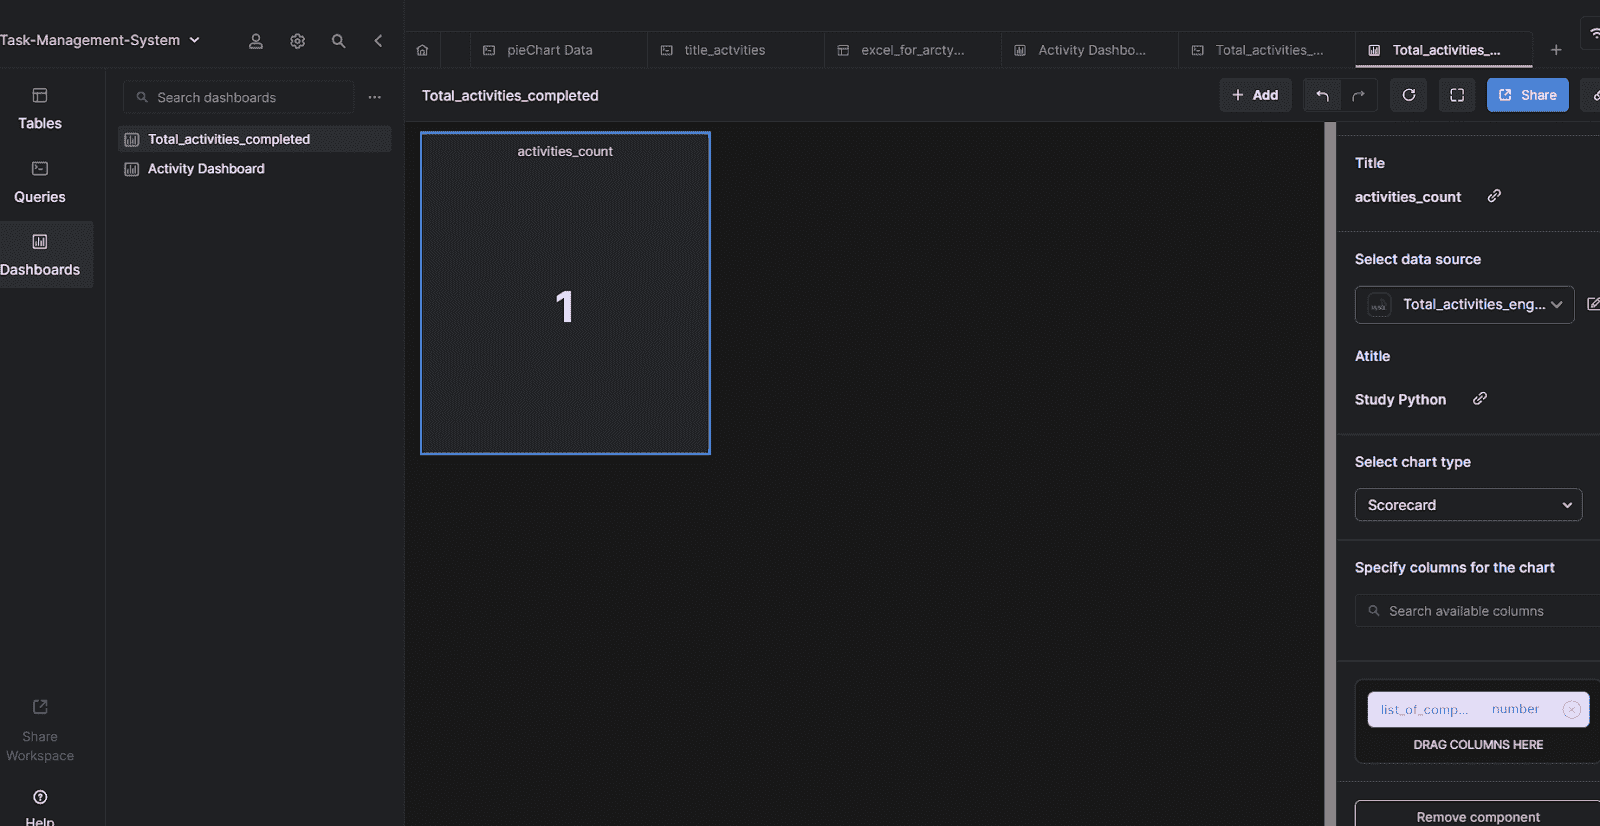 Task-Management-System
pieChart Data
title_actvities
excel_for_arcty...
Activity Dashbo...
Total_activities_...
Total_activities_...
Tables
Queries
Dashboards
Share
Workspace
Help
Search dashboards
Total_activities_completed
Activity Dashboard
Total_activities_completed
Add
Share
activities_count
1
Title
activities_count
Select data source
Total_activities_eng...
Atitle
Study Python
Select chart type
Scorecard
Specify columns for the chart
Search available columns
list_of_comp... number
DRAG COLUMNS HERE
Remove component